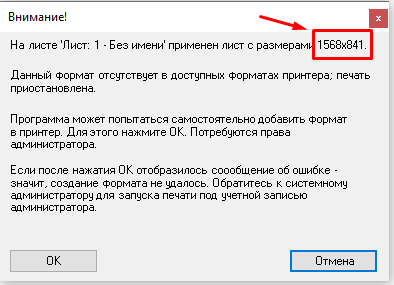 Внимание!
На листе 'Лист: 1 - Без имени' применен лист с размерами 1568x841.
Данный формат отсутствует в доступных форматах принтера; печать
приостановлена.
Программа может попытаться самостоятельно добавить формат
в принтер. Для этого нажмите ОК. Потребуются права
администратора.
Если после нажатия ОК отобразилось соообщение об ошибке -
значит, создание формата не удалось. Обратитесь к системному
администратору для запуска печати под учетной записью
администратора.
ОК
Отмена